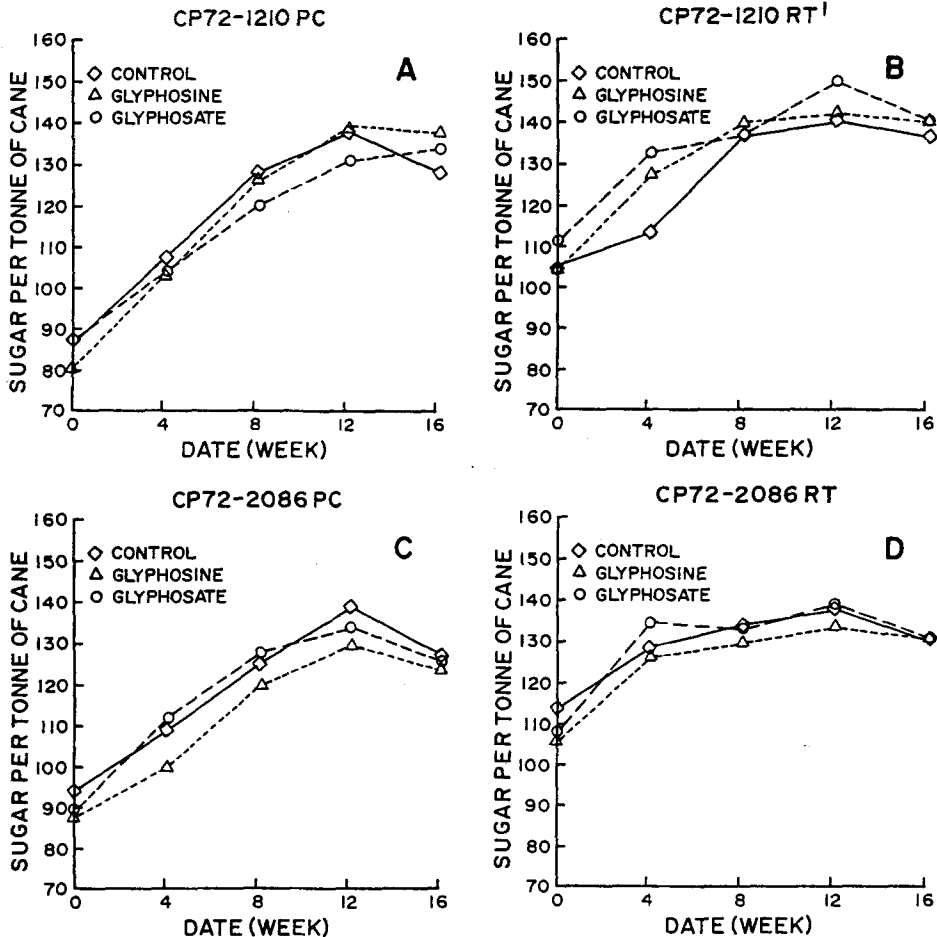 CP72-1210 PC
A
◇ CONTROL
△ GLYPHOSINE
○ GLYPHOSATE
SUGAR PER TONNE OF CANE
160
150
140
130
120
110
100
90
80
70
0 4 8 12 16
DATE (WEEK)
CP72-1210 RT¹
B
◇ CONTROL
△ GLYPHOSINE
○ GLYPHOSATE
SUGAR PER TONNE OF CANE
160
150
140
130
120
110
100
90
80
70
0 4 8 12 16
DATE (WEEK)
CP72-2086 PC
C
◇ CONTROL
△ GLYPHOSINE
○ GLYPHOSATE
SUGAR PER TONNE OF CANE
160
150
140
130
120
110
100
90
80
70
0 4 8 12 16
DATE (WEEK)
CP72-2086 RT
D
◇ CONTROL
△ GLYPHOSINE
○ GLYPHOSATE
SUGAR PER TONNE OF CANE
160
150
140
130
120
110
100
90
80
70
0 4 8 12 16
DATE (WEEK)